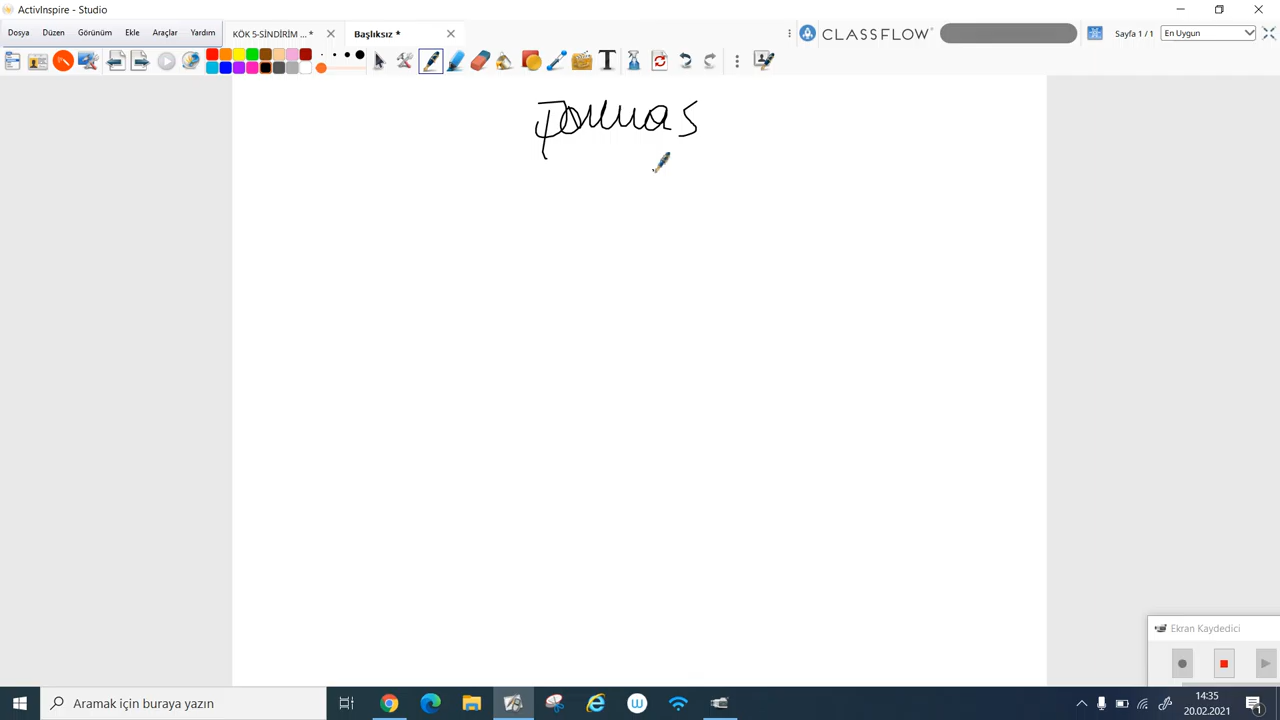 ActivInspire - Studio
Dosya Düzen Görünüm Ekle Araçlar Yardım
KÖK 5-SİNDİRİM ... *
Başlıksız *
CLASSFLOW
Sayfa 1 / 1
En Uygun
Ekran Kaydedici
Aramak için buraya yazın
14:35
20.02.2021